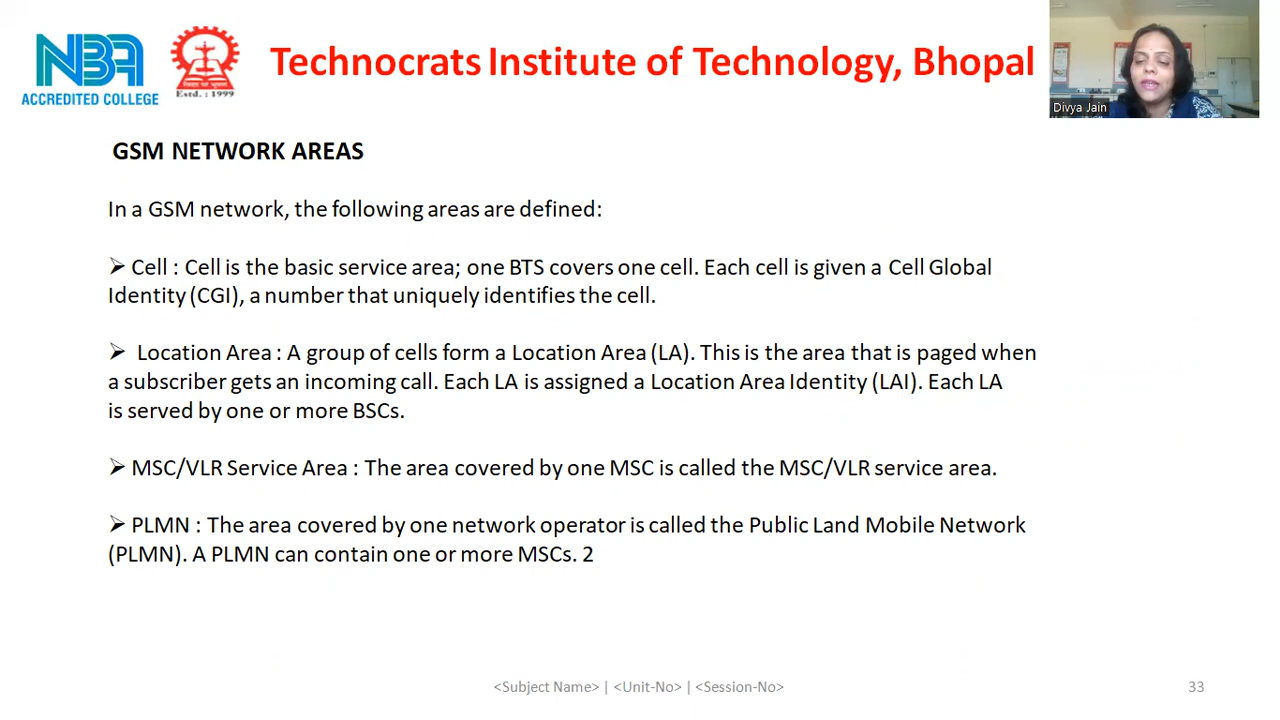 NBA
ACCREDITED COLLEGE
Estd. : 1999
Technocrats Institute of Technology, Bhopal
Divya Jain
GSM NETWORK AREAS
In a GSM network, the following areas are defined:
➢ Cell : Cell is the basic service area; one BTS covers one cell. Each cell is given a Cell Global
Identity (CGI), a number that uniquely identifies the cell.
➢ Location Area : A group of cells form a Location Area (LA). This is the area that is paged when
a subscriber gets an incoming call. Each LA is assigned a Location Area Identity (LAI). Each LA
is served by one or more BSCs.
➢ MSC/VLR Service Area : The area covered by one MSC is called the MSC/VLR service area.
➢ PLMN : The area covered by one network operator is called the Public Land Mobile Network
(PLMN). A PLMN can contain one or more MSCs. 2
<Subject Name> | <Unit-No> | <Session-No>
33